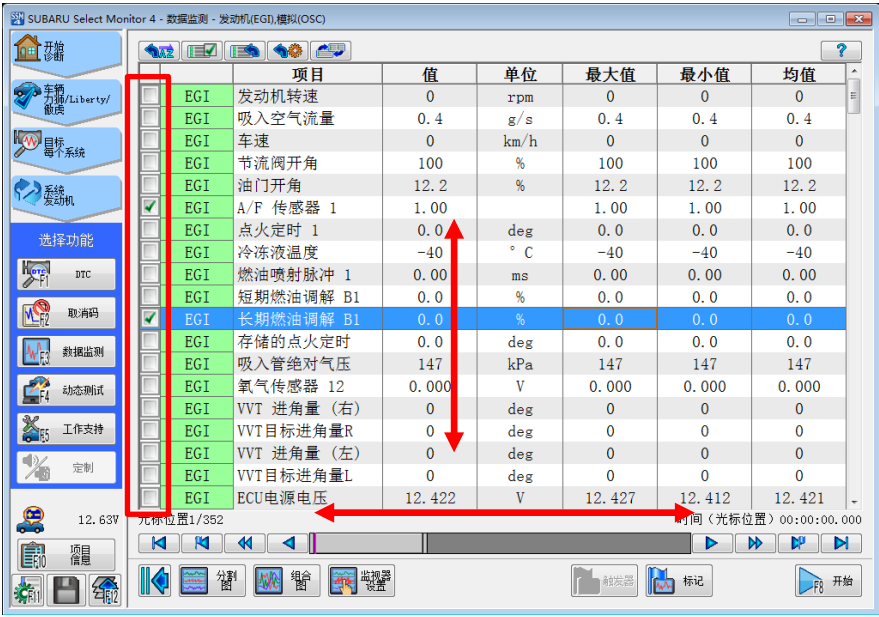 SUBARU Select Monitor 4 - 数据监测 - 发动机(EGI),模拟(OSC)
开始
诊断
车辆
力狮/Liberty/
傲虎
目标
每个系统
系统
发动机
选择功能
DTC F1 DTC
F2 取消码
F3 数据监测
F4 动态测试
F5 工作支持
定制
12.63V
F10 项目
信息
F11 F12
AZ
?
项目 值 单位 最大值 最小值 均值
EGI 发动机转速 0 rpm 0 0 0
EGI 吸入空气流量 0.4 g/s 0.4 0.4 0.4
EGI 车速 0 km/h 0 0 0
EGI 节流阀开角 100 % 100 100 100
EGI 油门开角 12.2 % 12.2 12.2 12.2
EGI A/F 传感器 1 1.00 1.00 1.00 1.00
EGI 点火定时 1 0.0 deg 0.0 0.0 0.0
EGI 冷冻液温度 -40 ° C -40 -40 -40
EGI 燃油喷射脉冲 1 0.00 ms 0.00 0.00 0.00
EGI 短期燃油调解 B1 0.0 % 0.0 0.0 0.0
EGI 长期燃油调解 B1 0.0 % 0.0 0.0 0.0
EGI 存储的点火定时 0.0 deg 0.0 0.0 0.0
EGI 吸入管绝对气压 147 kPa 147 147 147
EGI 氧气传感器 12 0.000 V 0.000 0.000 0.000
EGI VVT 进角量 (右) 0 deg 0 0 0
EGI VVT目标进角量R 0 deg 0 0 0
EGI VVT 进角量 (左) 0 deg 0 0 0
EGI VVT目标进角量L 0 deg 0 0 0
EGI ECU电源电压 12.422 V 12.427 12.412 12.421
光标位置1/352 时间（光标位置）00:00:00.000
分割
图
组合
图
监视器
设置
触发器
标记
F8 开始